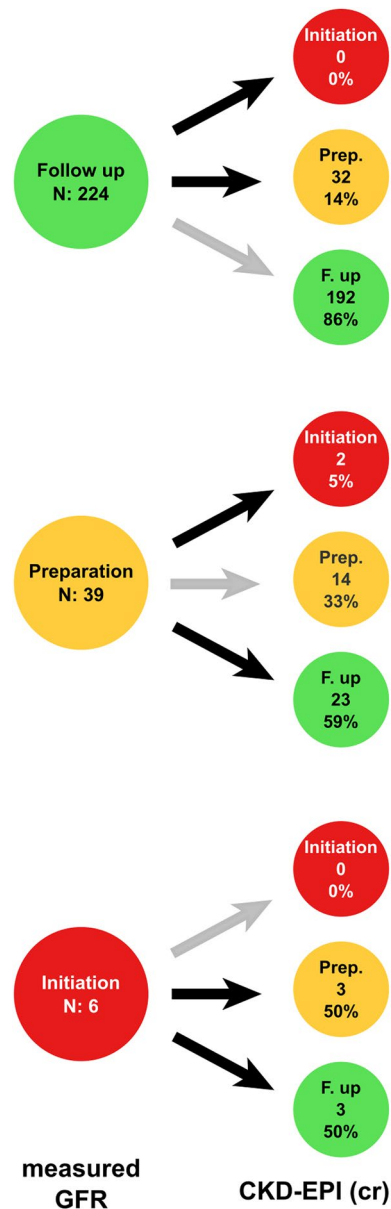 Initiation
0
0%
Follow up
N: 224
Prep.
32
14%
F. up
192
86%
Initiation
2
5%
Preparation
N: 39
Prep.
14
33%
F. up
23
59%
Initiation
0
0%
Initiation
N: 6
Prep.
3
50%
F. up
3
50%
measured
GFR
CKD-EPI (cr)